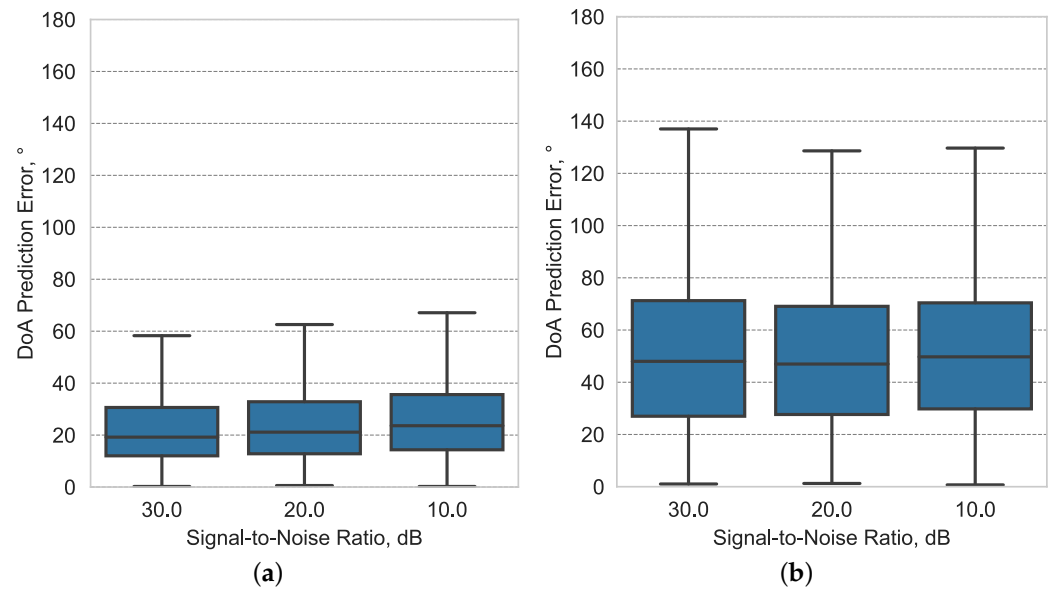 180
160
140
120
100
80
60
40
20
0
DoA Prediction Error, °
30.0 20.0 10.0
Signal-to-Noise Ratio, dB
(a)
180
160
140
120
100
80
60
40
20
0
DoA Prediction Error, °
30.0 20.0 10.0
Signal-to-Noise Ratio, dB
(b)